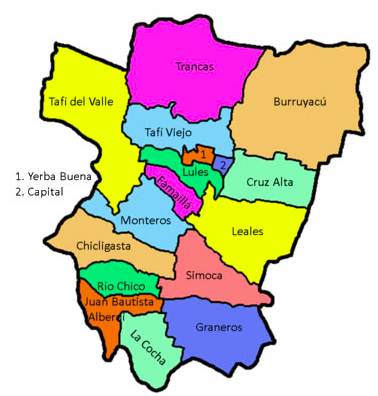 Trancas
Tafí del Valle
Burruyacú
Tafí Viejo
1
2
1. Yerba Buena
2. Capital
Lules
Famaillá
Cruz Alta
Monteros
Leales
Chicligasta
Simoca
Río Chico
Juan Bautista
Alberdi
Graneros
La Cocha